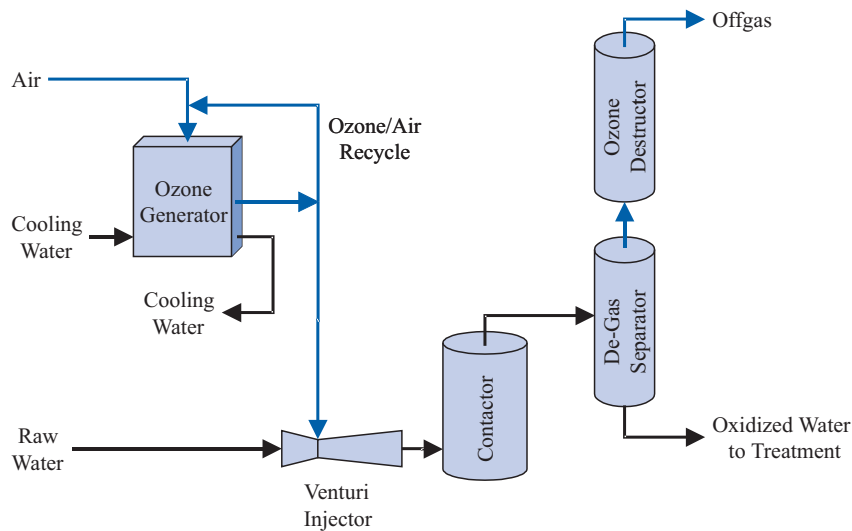 Offgas
Air
Ozone
Destructor
Ozone/Air
Recycle
Ozone
Generator
Cooling
Water
Cooling
Water
De-Gas
Separator
Contactor
Raw
Water
Oxidized Water
to Treatment
Venturi
Injector